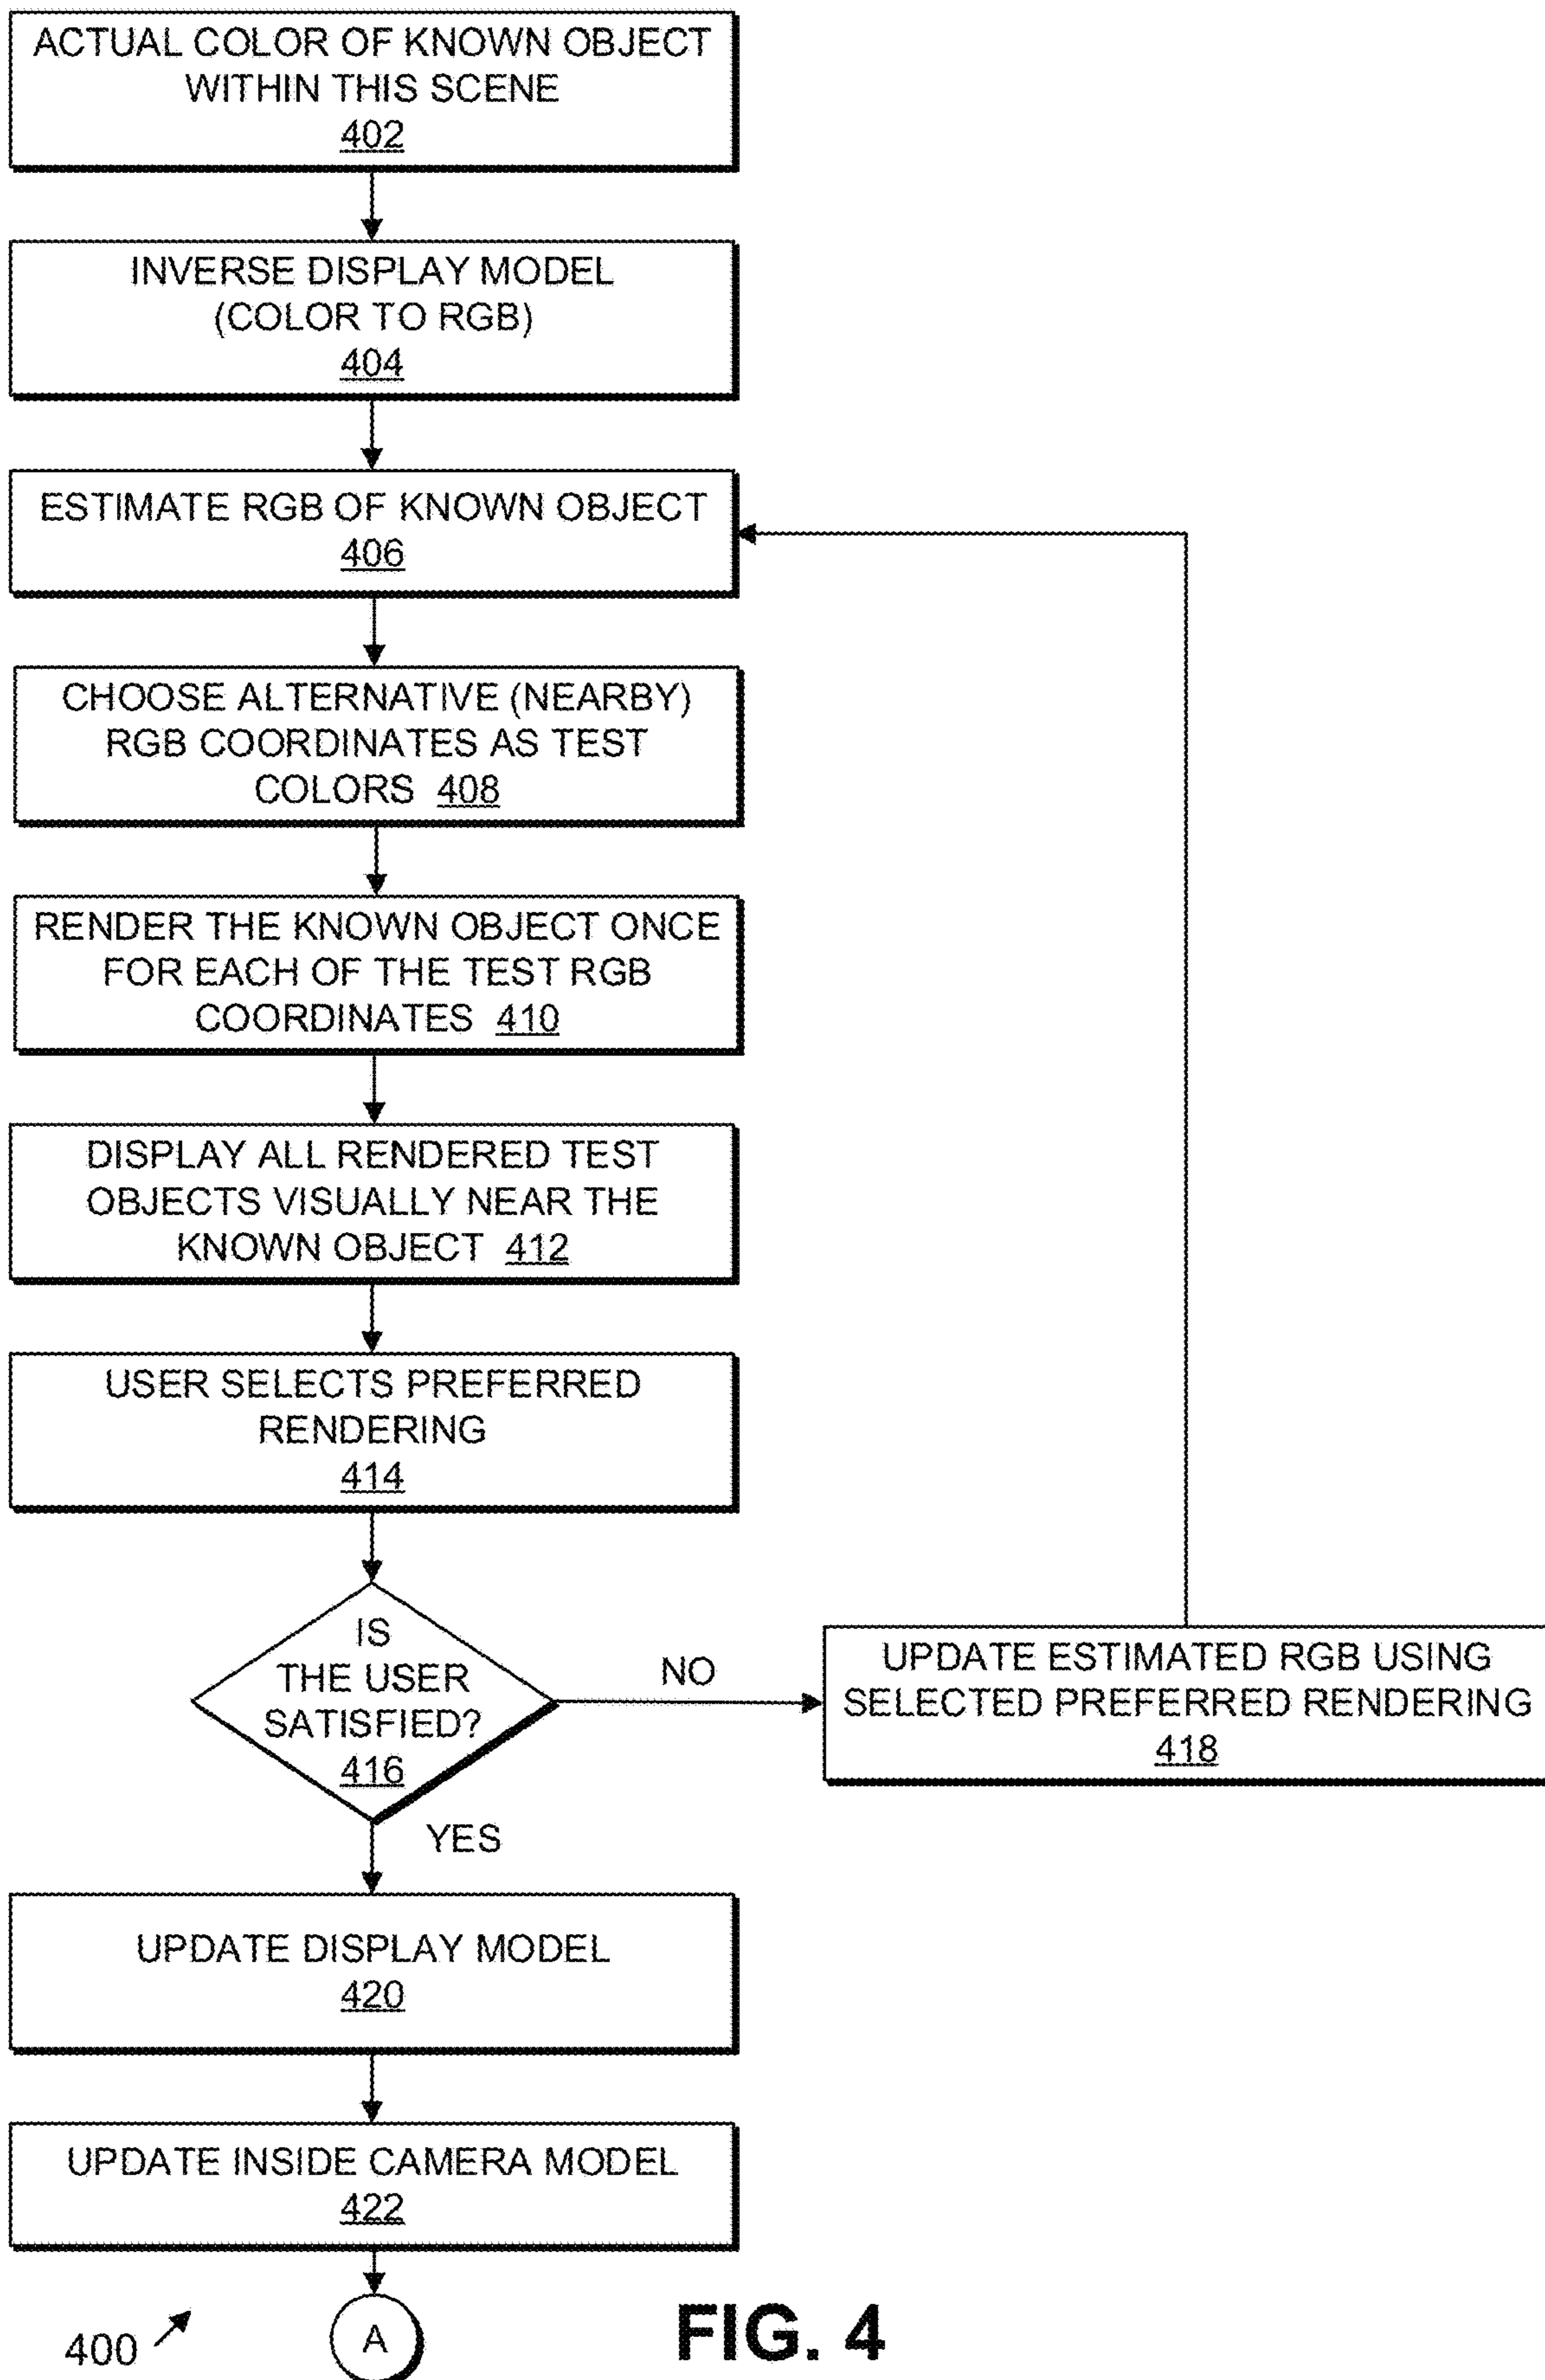 ACTUAL COLOR OF KNOWN OBJECT
WITHIN THIS SCENE
402
INVERSE DISPLAY MODEL
(COLOR TO RGB)
404
ESTIMATE RGB OF KNOWN OBJECT
406
CHOOSE ALTERNATIVE (NEARBY)
RGB COORDINATES AS TEST
COLORS 408
RENDER THE KNOWN OBJECT ONCE
FOR EACH OF THE TEST RGB
COORDINATES 410
DISPLAY ALL RENDERED TEST
OBJECTS VISUALLY NEAR THE
KNOWN OBJECT 412
USER SELECTS PREFERRED
RENDERING
414
IS
THE USER
SATISFIED?
416
NO
UPDATE ESTIMATED RGB USING
SELECTED PREFERRED RENDERING
418
YES
UPDATE DISPLAY MODEL
420
UPDATE INSIDE CAMERA MODEL
422
A
400
FIG. 4